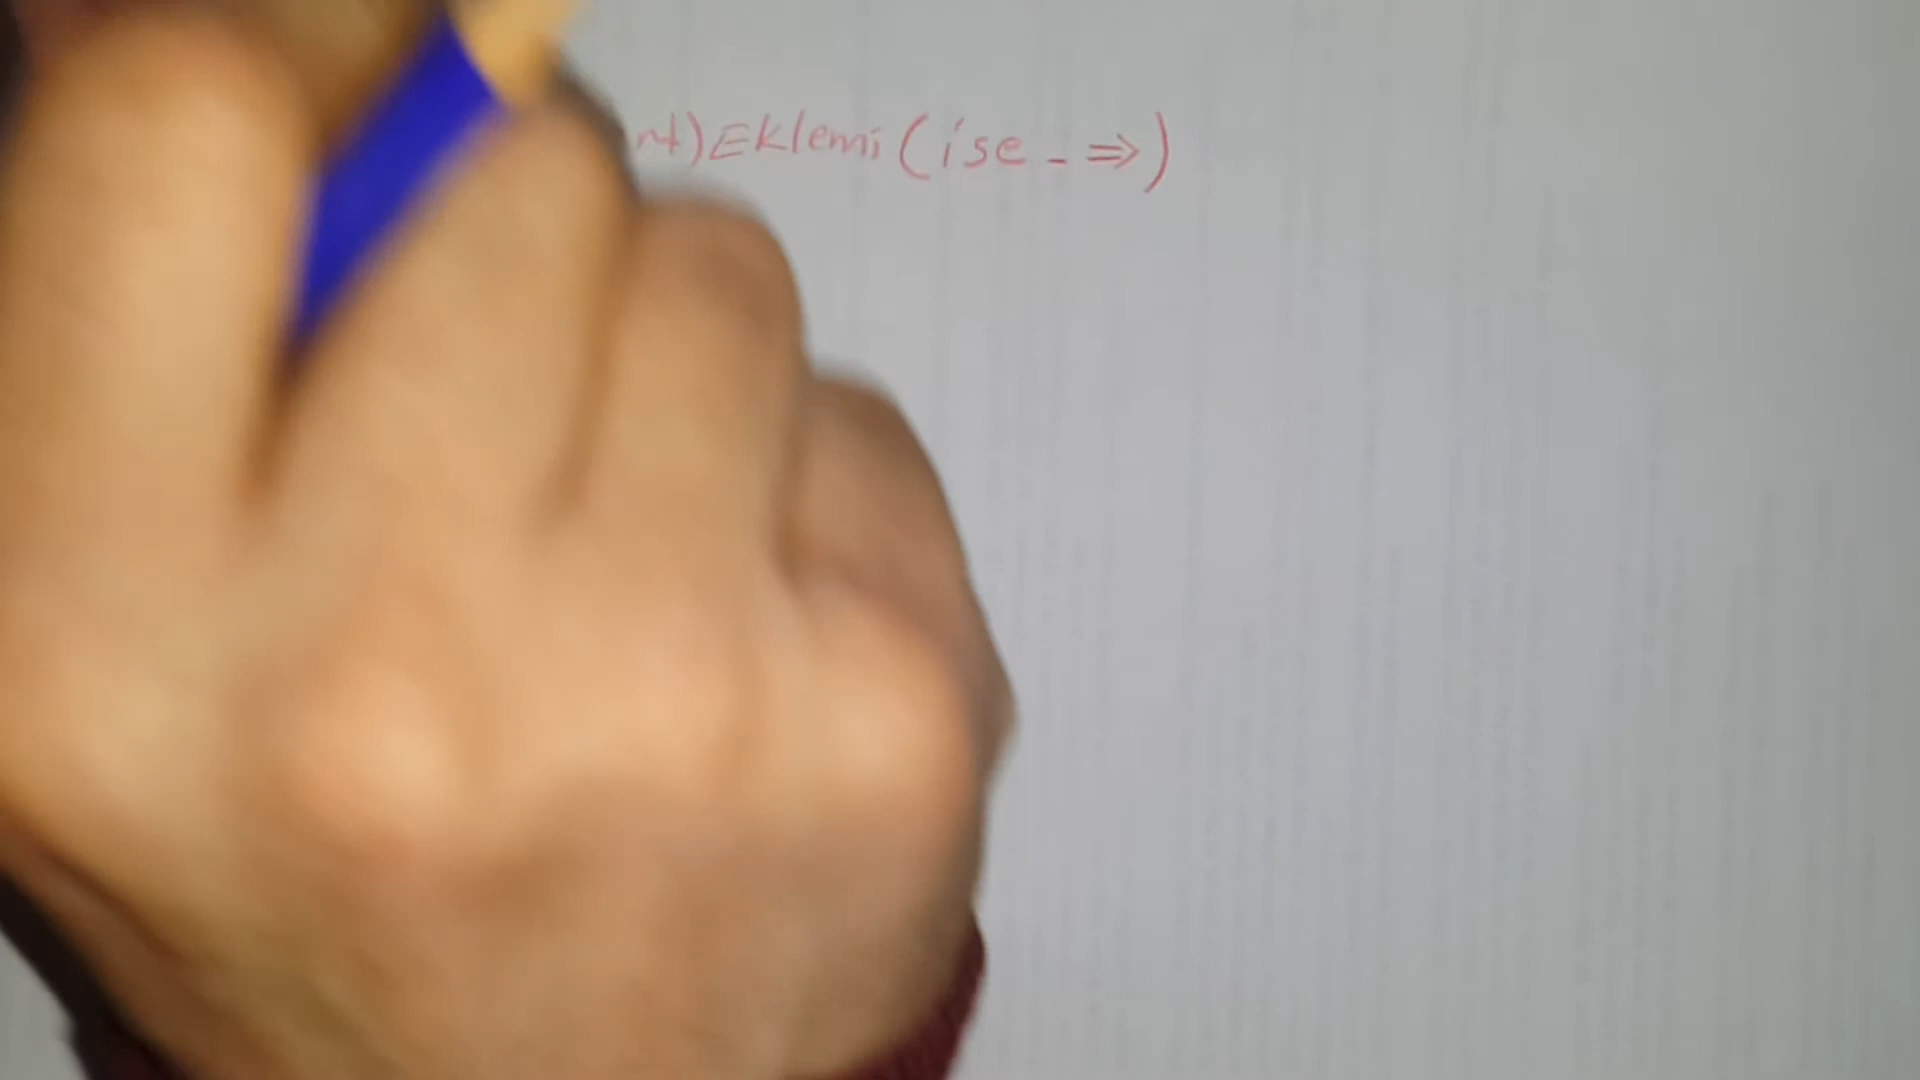 Eklemi (ise - ⇒)